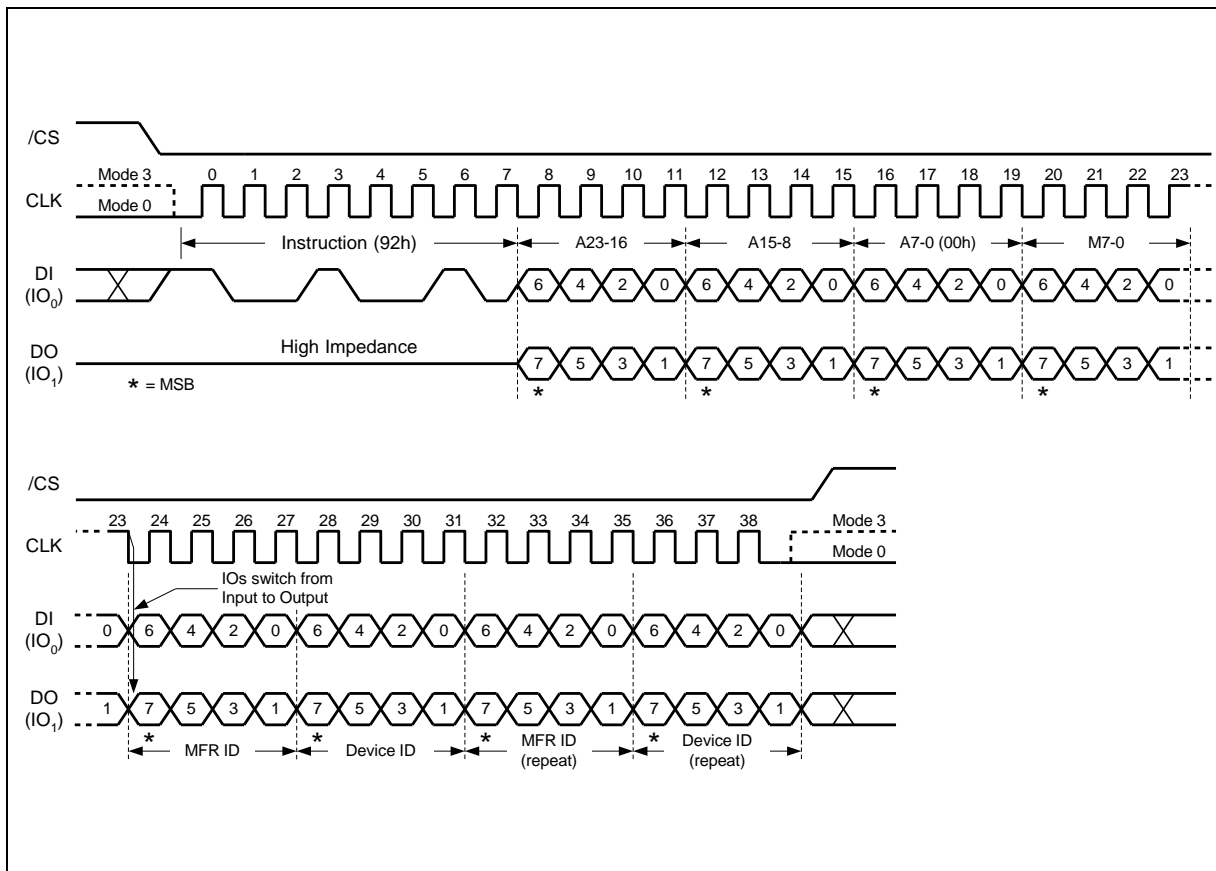 /CS
Mode 3 0 1 2 3 4 5 6 7 8 9 10 11 12 13 14 15 16 17 18 19 20 21 22 23
CLK
Mode 0
Instruction (92h) A23-16 A15-8 A7-0 (00h) M7-0
DI
(IO0)
6 4 2 0 6 4 2 0 6 4 2 0 6 4 2 0
High Impedance
DO
(IO1)
7 5 3 1 7 5 3 1 7 5 3 1 7 5 3 1
* = MSB * * * *
/CS
23 24 25 26 27 28 29 30 31 32 33 34 35 36 37 38 Mode 3
CLK
Mode 0
IOs switch from
Input to Output
DI
(IO0)
0 6 4 2 0 6 4 2 0 6 4 2 0 6 4 2 0
DO
(IO1)
1 7 5 3 1 7 5 3 1 7 5 3 1 7 5 3 1
* * * *
MFR ID Device ID MFR ID
(repeat)
Device ID
(repeat)